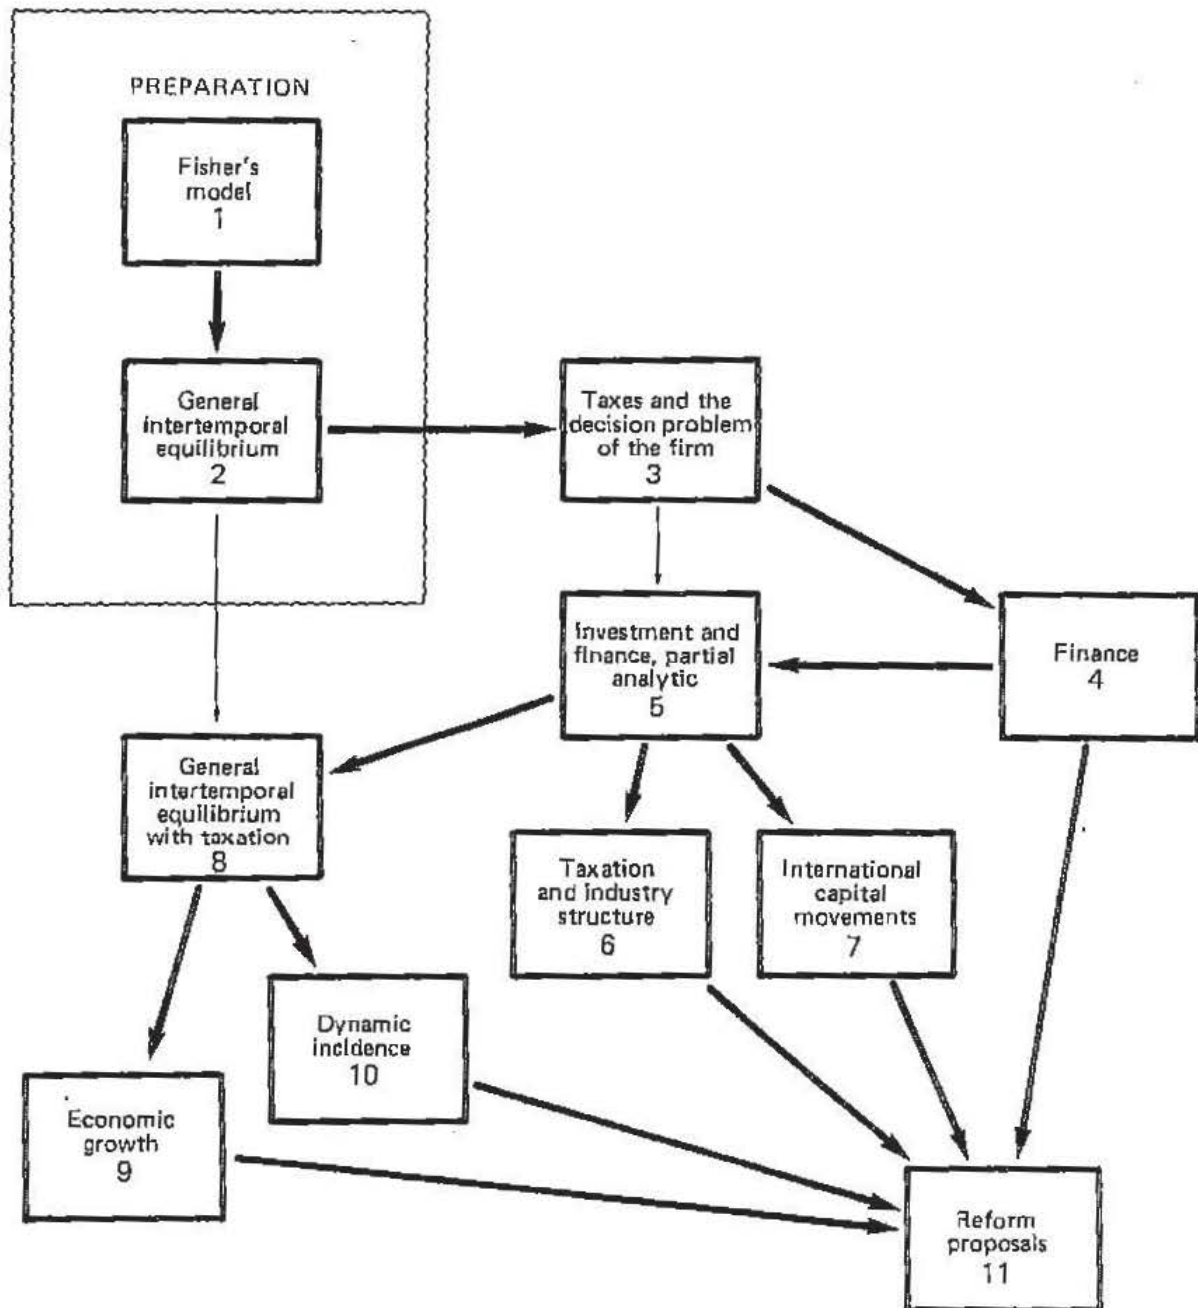 PREPARATION
Fisher's
model
1
General
intertemporal
equilibrium
2
Taxes and the
decision problem
of the firm
3
Finance
4
Investment and
finance, partial
analytic
5
Taxation
and industry
structure
6
International
capital
movements
7
General
intertemporal
equilibrium
with taxation
8
Economic
growth
9
Dynamic
incidence
10
Reform
proposals
11